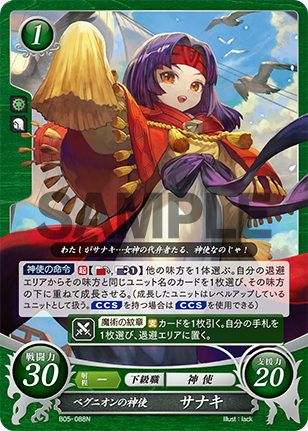 1
SAMPLE
わたしがサナキ…女神の代弁者たる、神使なのじゃ!
神使の命令 起 1 他の味方を1体選ぶ。自分の退避
エリアからその味方と同じユニット名のカードを1枚選び、その味
方の下に重ねて成長させる。(成長したユニットはレベルアップしている
ユニットとして扱う。CCSを持つ場合はCCSを使用できる)
魔術の紋章 支 カードを1枚引く。自分の手札を
1枚選び、退避エリアに置く。
戦闘力
30
射程 一 下級職 神使
支援力
20
ペグニオンの神使 サナキ
B05-088N Illust:lack